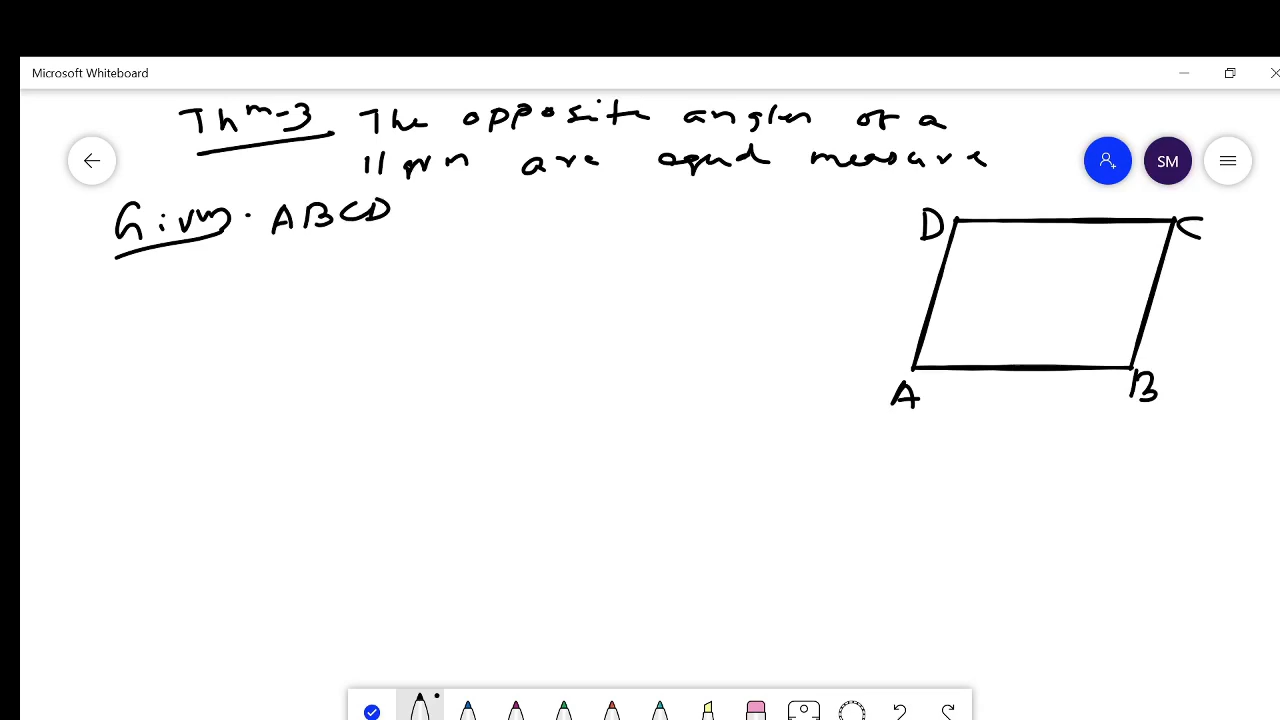 Microsoft Whiteboard
Thm-3 The opposite angles of a
llgm are equal measure
SM
Given. ABCD
D
C
A
B